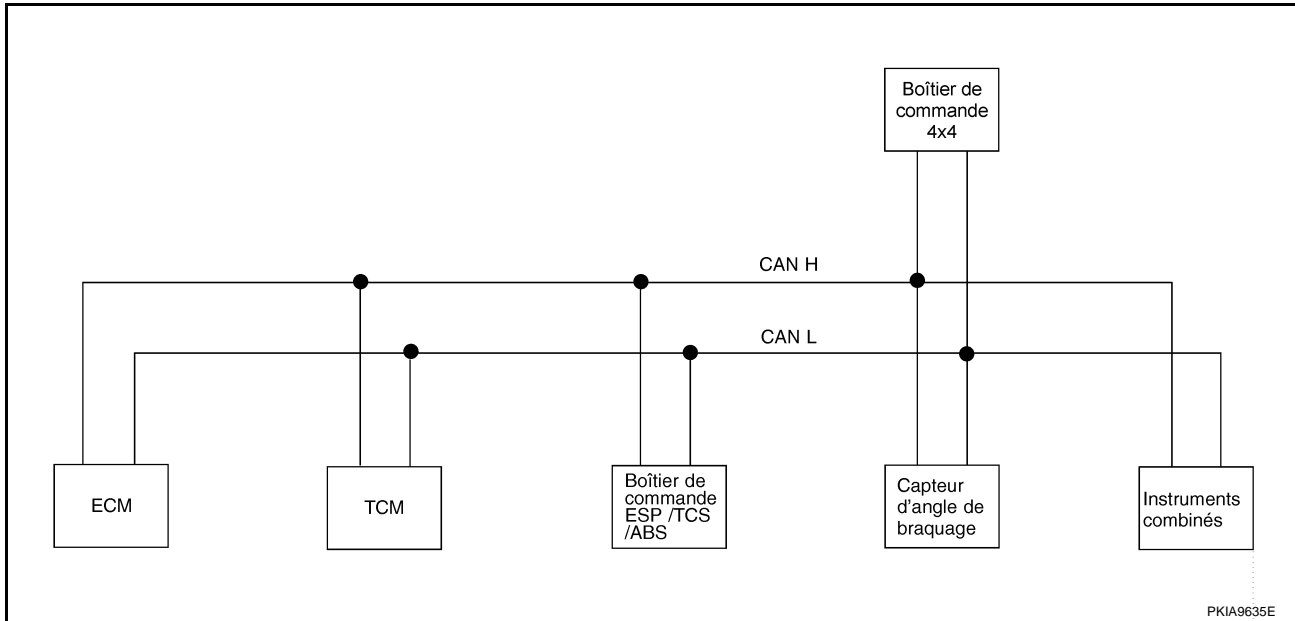 Boîtier de
commande
4x4
CAN H
CAN L
ECM
TCM
Boîtier de
commande
ESP /TCS
/ABS
Capteur
d'angle de
braquage
Instruments
combinés
PKIA9635E